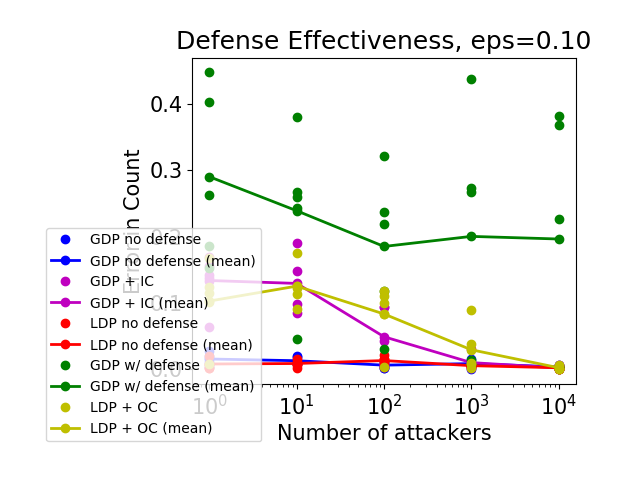 Defense Effectiveness, eps=0.10
Error in Count
0.4
0.3
0.2
0.1
0.0
10^0
10^1
10^2
10^3
10^4
Number of attackers
GDP no defense
GDP no defense (mean)
GDP + IC
GDP + IC (mean)
LDP no defense
LDP no defense (mean)
GDP w/ defense
GDP w/ defense (mean)
LDP + OC
LDP + OC (mean)